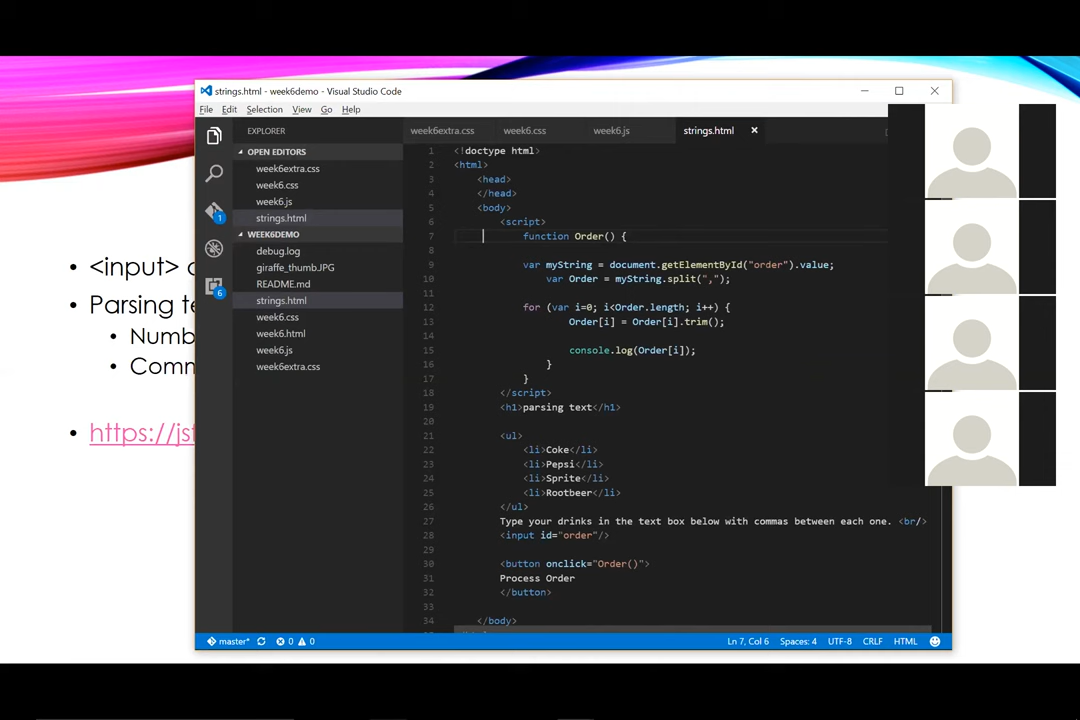 strings.html - week6demo - Visual Studio Code
File Edit Selection View Go Help
EXPLORER
OPEN EDITORS
week6extra.css
week6.css
week6.js
strings.html
WEEK6DEMO
debug.log
giraffe_thumb.JPG
README.md
strings.html
week6.css
week6.html
week6.js
week6extra.css
1
6
week6extra.css week6.css week6.js strings.html
1 <!doctype html>
2 <html>
3 <head>
4 </head>
5 <body>
6 <script>
7 function Order() {
8
9 var myString = document.getElementById("order").value;
10 var Order = myString.split(",");
11
12 for (var i=0; i<Order.length; i++) {
13 Order[i] = Order[i].trim();
14
15 console.log(Order[i]);
16 }
17 }
18 </script>
19 <h1>parsing text</h1>
20
21 <ul>
22 <li>Coke</li>
23 <li>Pepsi</li>
24 <li>Sprite</li>
25 <li>Rootbeer</li>
26 </ul>
27 Type your drinks in the text box below with commas between each one. <br/>
28 <input id="order"/>
29
30 <button onclick="Order()">
31 Process Order
32 </button>
33
34 </body>
master* 0 0 Ln 7, Col 6 Spaces: 4 UTF-8 CRLF HTML
• <input>
• Parsing
• Numb
• Comm
• https://jsf